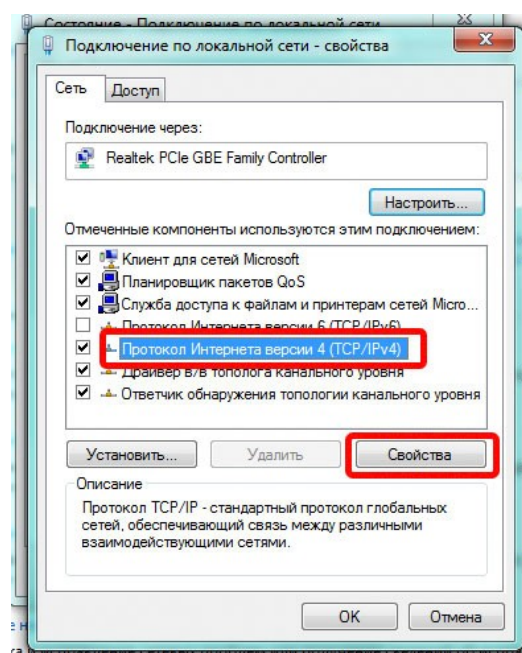 Состояние - Подключение по локальной сети
Подключение по локальной сети - свойства
Сеть Доступ
Подключение через:
Realtek PCIe GBE Family Controller
Настроить...
Отмеченные компоненты используются этим подключением:
Клиент для сетей Microsoft
Планировщик пакетов QoS
Служба доступа к файлам и принтерам сетей Micro...
Протокол Интернета версии 6 (TCP/IPv6)
Протокол Интернета версии 4 (TCP/IPv4)
Драйвер в/в тополога канального уровня
Ответчик обнаружения топологии канального уровня
Установить... Удалить Свойства
Описание
Протокол TCP/IP - стандартный протокол глобальных
сетей, обеспечивающий связь между различными
взаимодействующими сетями.
OK Отмена